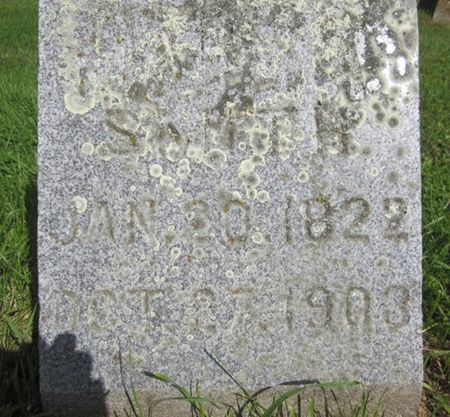 SMITH
JAN. 20. 1822
OCT. 27. 1903